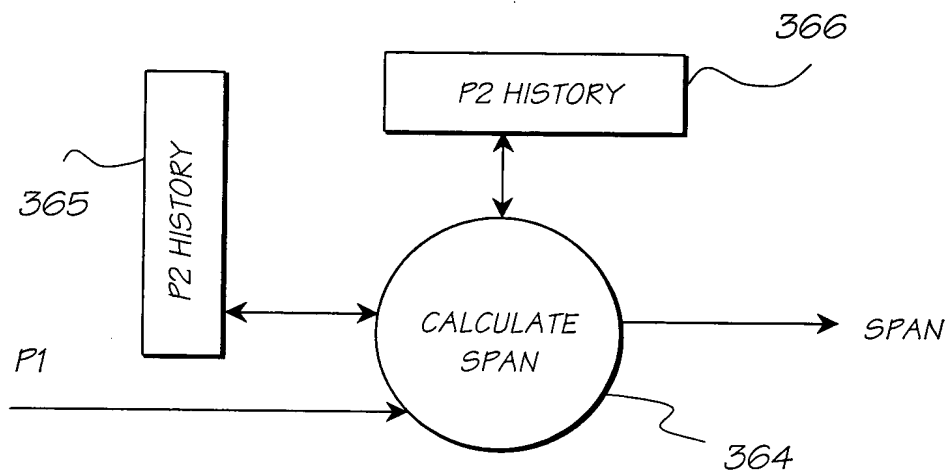 366
P2 HISTORY
P2 HISTORY
365
CALCULATE
SPAN
SPAN
P1
364